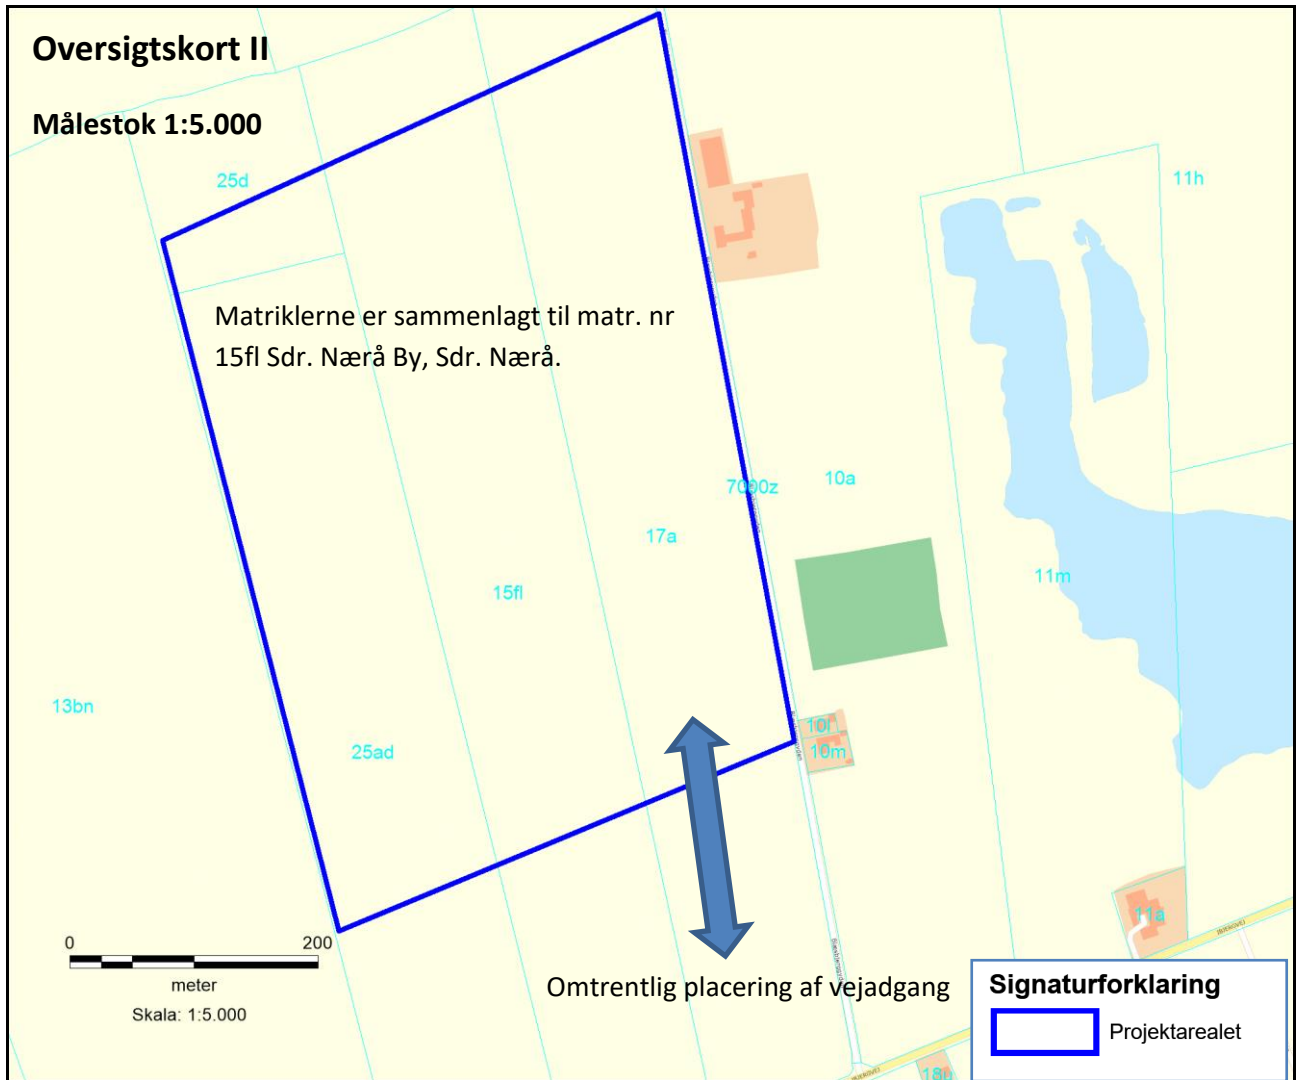 Oversigtskort II
Målestok 1:5.000
25d
11h
Matriklerne er sammenlagt til matr. nr
15fl Sdr. Nærå By, Sdr. Nærå.
7000z
10a
17a
15fl
11m
13bn
10l
10m
25ad
11a
0 200
meter
Skala: 1:5.000
Omtrentlig placering af vejadgang
Signaturforklaring
Projektarealet
18u